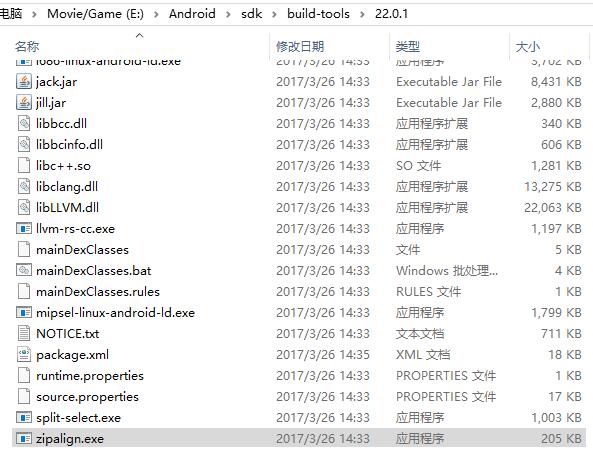 电脑 > Movie/Game (E:) > Android > sdk > build-tools > 22.0.1
名称 修改日期 类型 大小
i686-linux-android-ld.exe 2017/3/26 14:33 应用程序 3,762 KB
jack.jar 2017/3/26 14:33 Executable Jar File 8,431 KB
jill.jar 2017/3/26 14:33 Executable Jar File 2,880 KB
libbcc.dll 2017/3/26 14:33 应用程序扩展 340 KB
libbcinfo.dll 2017/3/26 14:33 应用程序扩展 606 KB
libc++.so 2017/3/26 14:33 SO 文件 1,281 KB
libclang.dll 2017/3/26 14:33 应用程序扩展 13,275 KB
libLLVM.dll 2017/3/26 14:33 应用程序扩展 22,063 KB
llvm-rs-cc.exe 2017/3/26 14:33 应用程序 1,197 KB
mainDexClasses 2017/3/26 14:33 文件 5 KB
mainDexClasses.bat 2017/3/26 14:33 Windows 批处理... 4 KB
mainDexClasses.rules 2017/3/26 14:33 RULES 文件 1 KB
mipsel-linux-android-ld.exe 2017/3/26 14:33 应用程序 1,799 KB
NOTICE.txt 2017/3/26 14:33 文本文档 711 KB
package.xml 2017/3/26 14:35 XML 文档 18 KB
runtime.properties 2017/3/26 14:33 PROPERTIES 文件 1 KB
source.properties 2017/3/26 14:33 PROPERTIES 文件 17 KB
split-select.exe 2017/3/26 14:33 应用程序 1,003 KB
zipalign.exe 2017/3/26 14:33 应用程序 205 KB